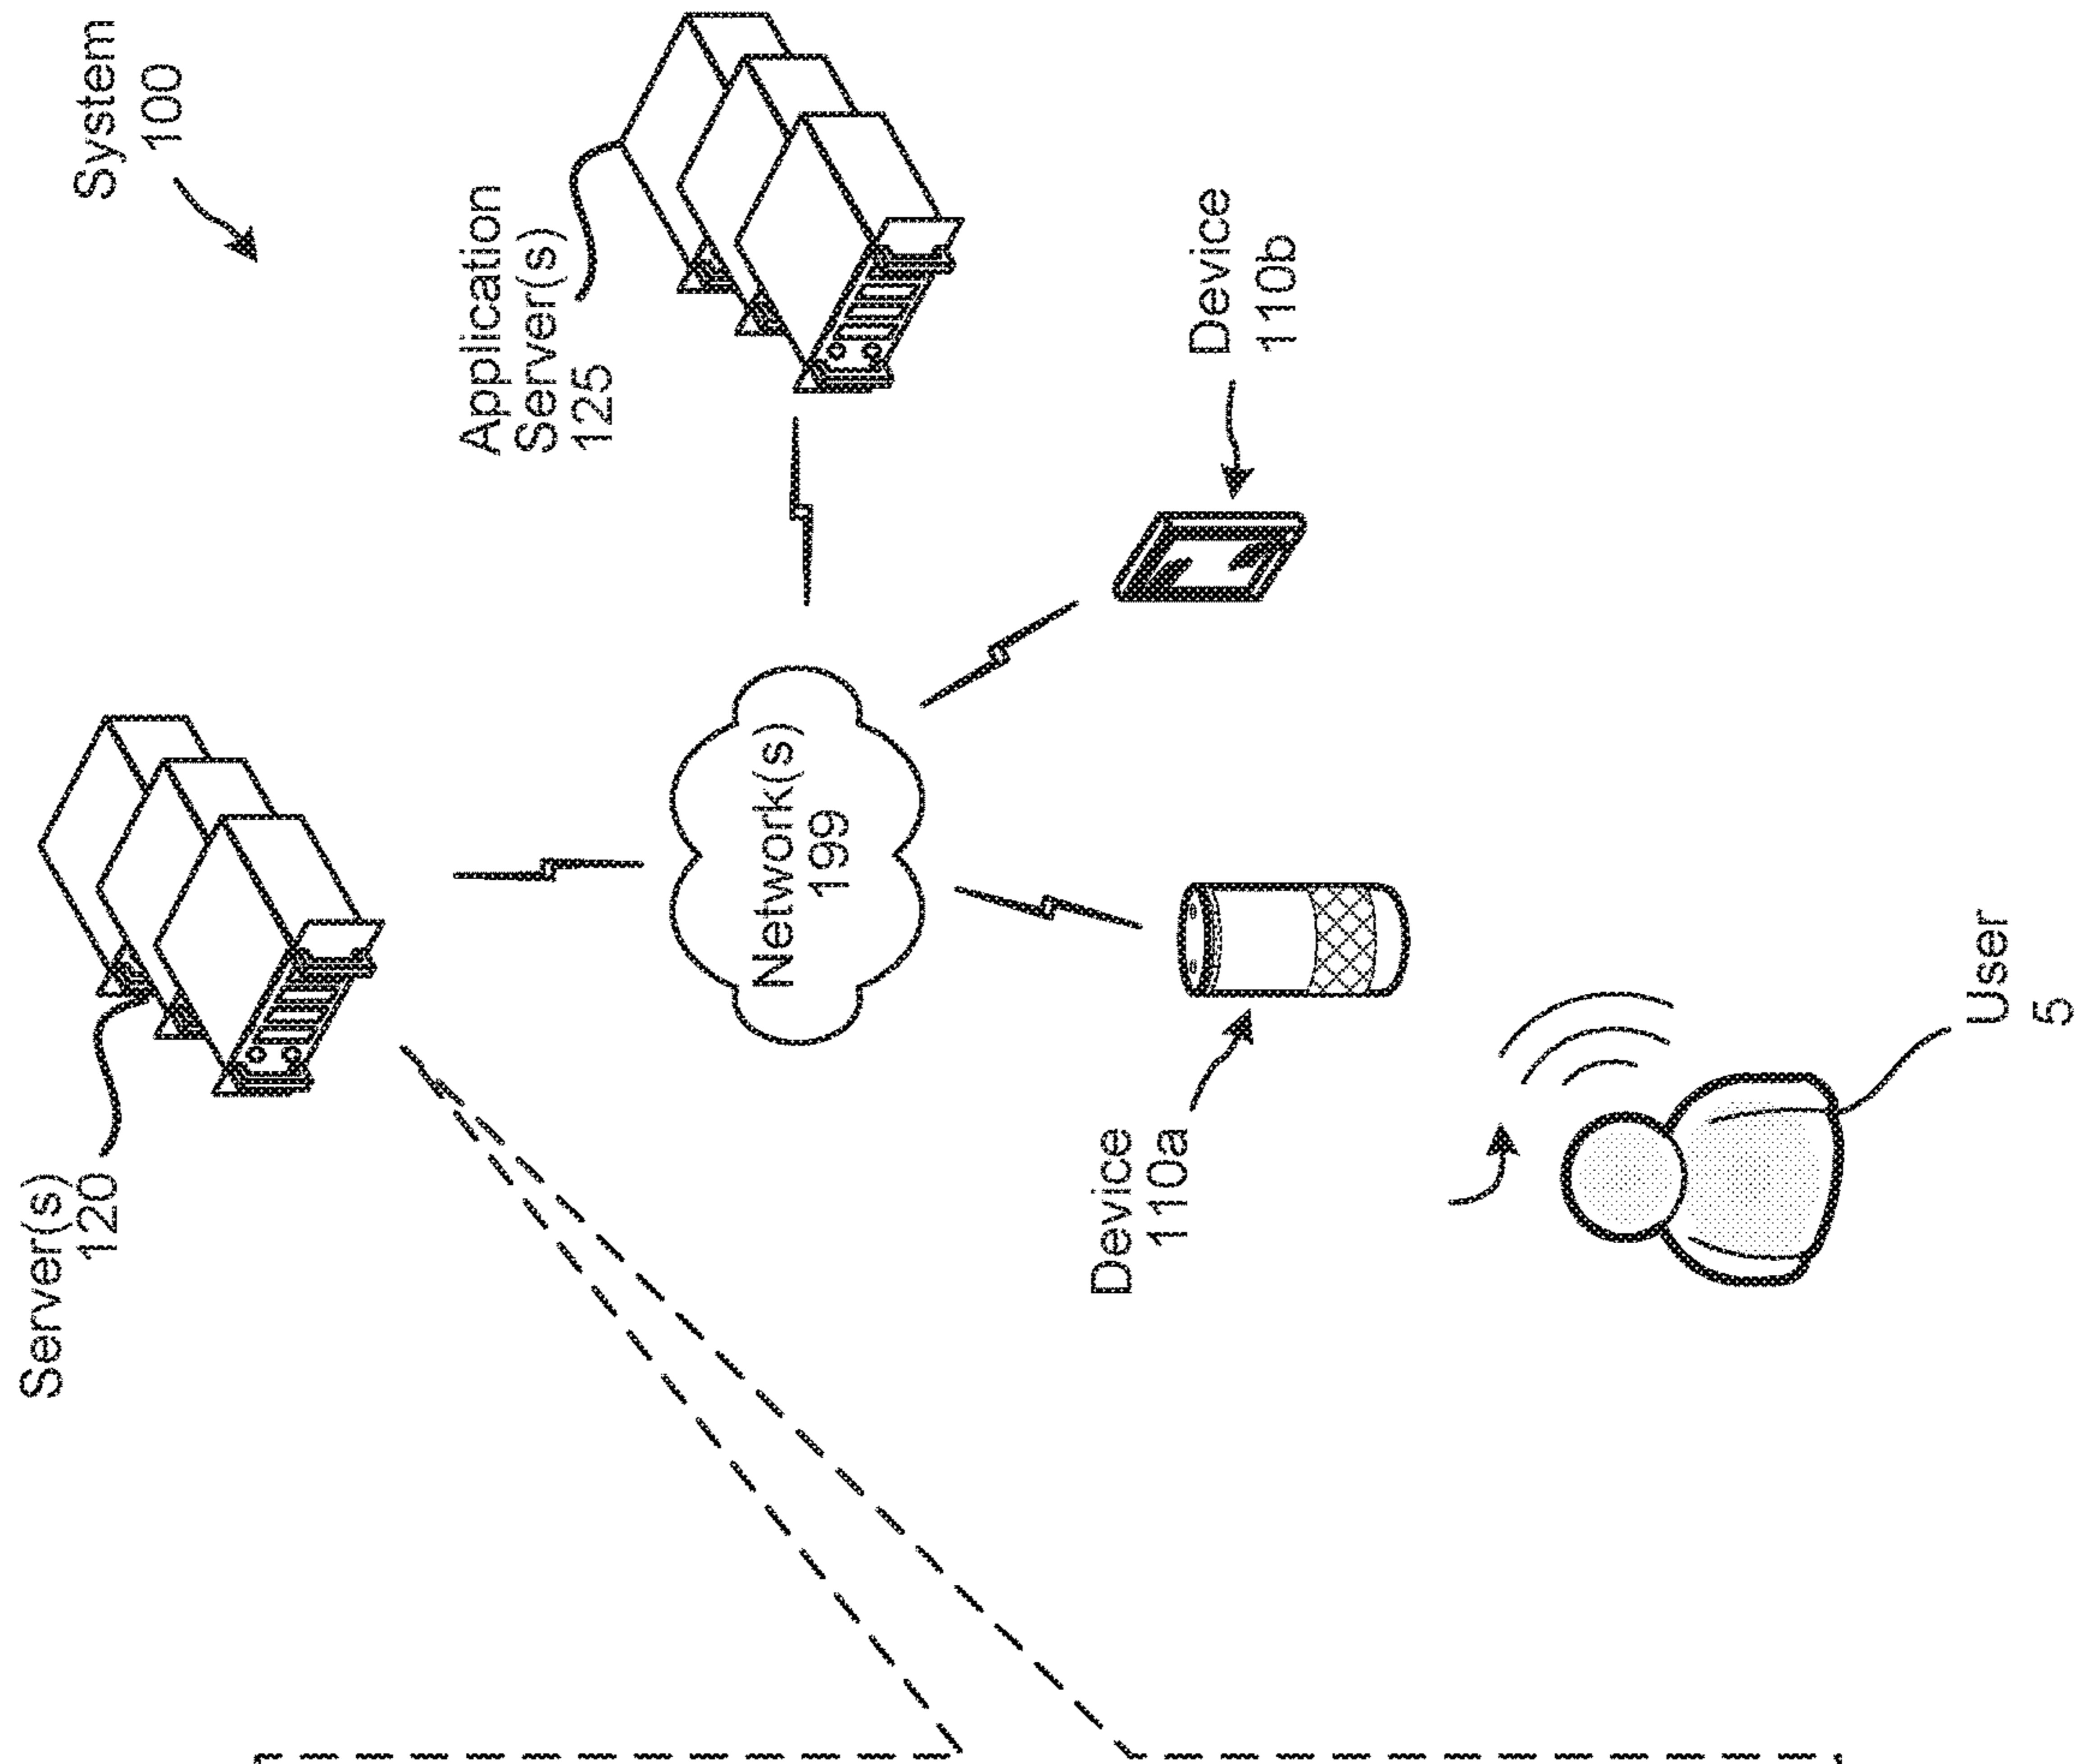 System
100
Server(s)
120
Application
Server(s)
125
Network(s)
199
Device
110a
Device
110b
User
5